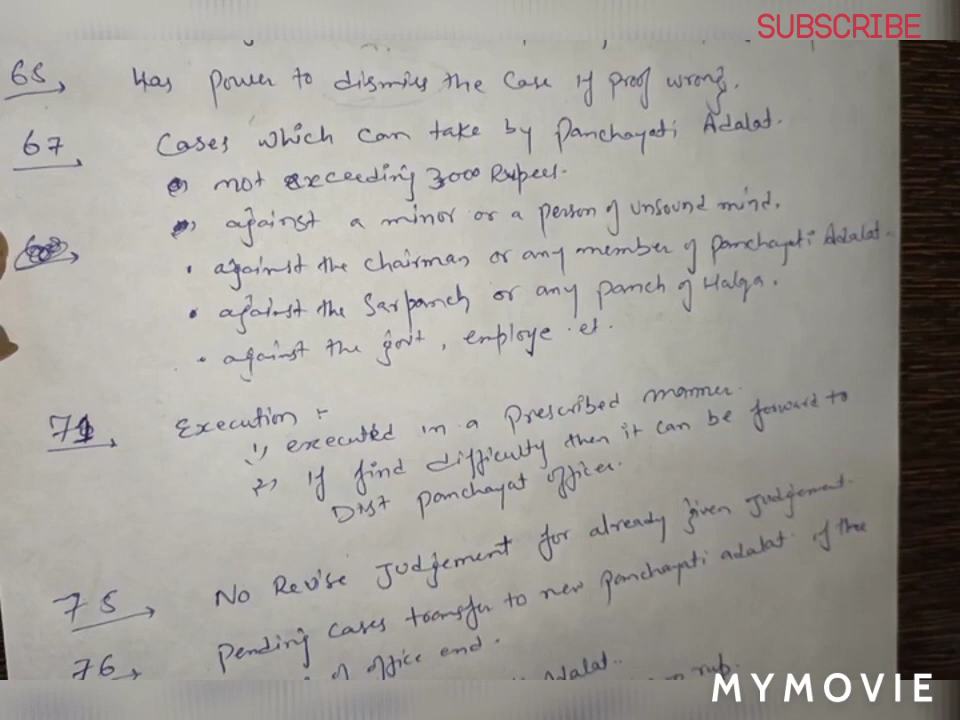 SUBSCRIBE
65 Has power to dismiss the case if proof wrong.
67 Cases which can take by Panchayati Adalat.
not exceeding 3000 Rupees.
against a minor or a person of unsound mind.
• against the chairman or any member of panchayati Adalat.
• against the Sarpanch or any panch of Halqa.
• against the govt, employe et.
71 Execution :-
1) executed in a prescribed manner.
2) If find difficulty then it can be forward to
Dist panchayat officer.
75 No Revise Judgement for already given Judgement.
76 Pending cases transfer to new panchayati adalat if the
of office end.
Adalat.
MYMOVIE